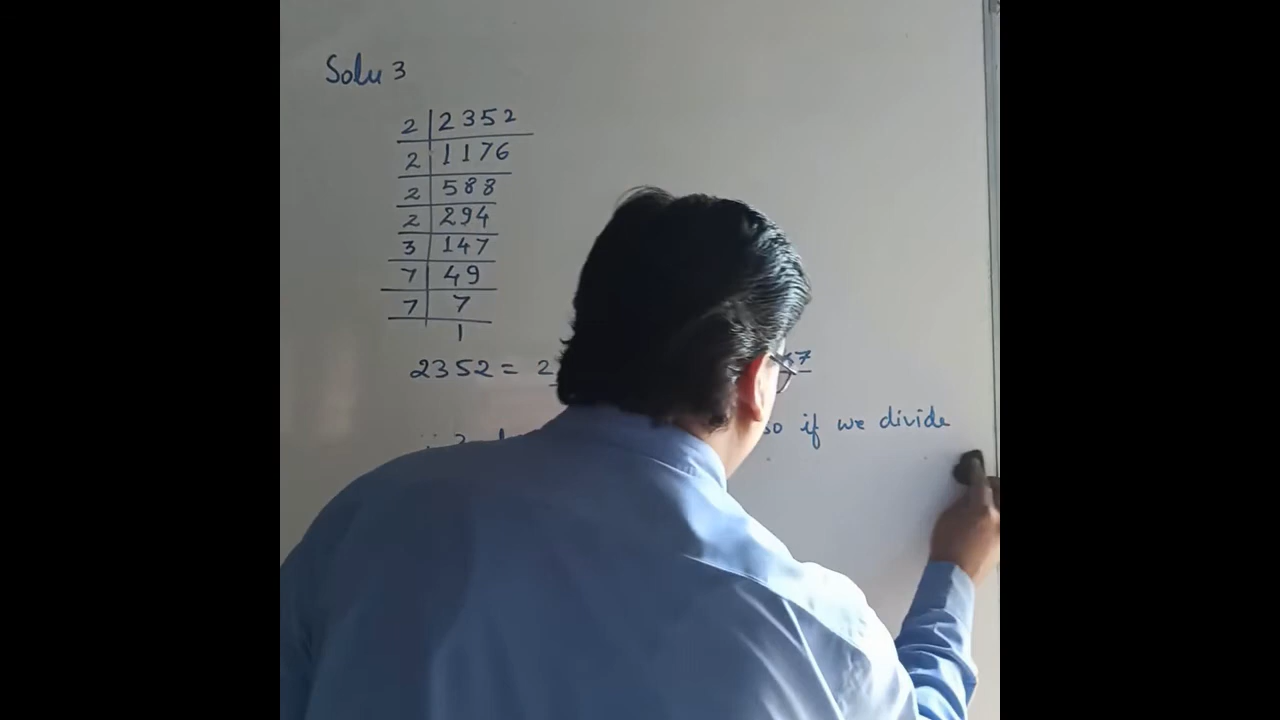 Solu 3
2 | 2352
2 | 1176
2 | 588
2 | 294
3 | 147
7 | 49
7 | 7
1
2352 = 2 7
so if we divide